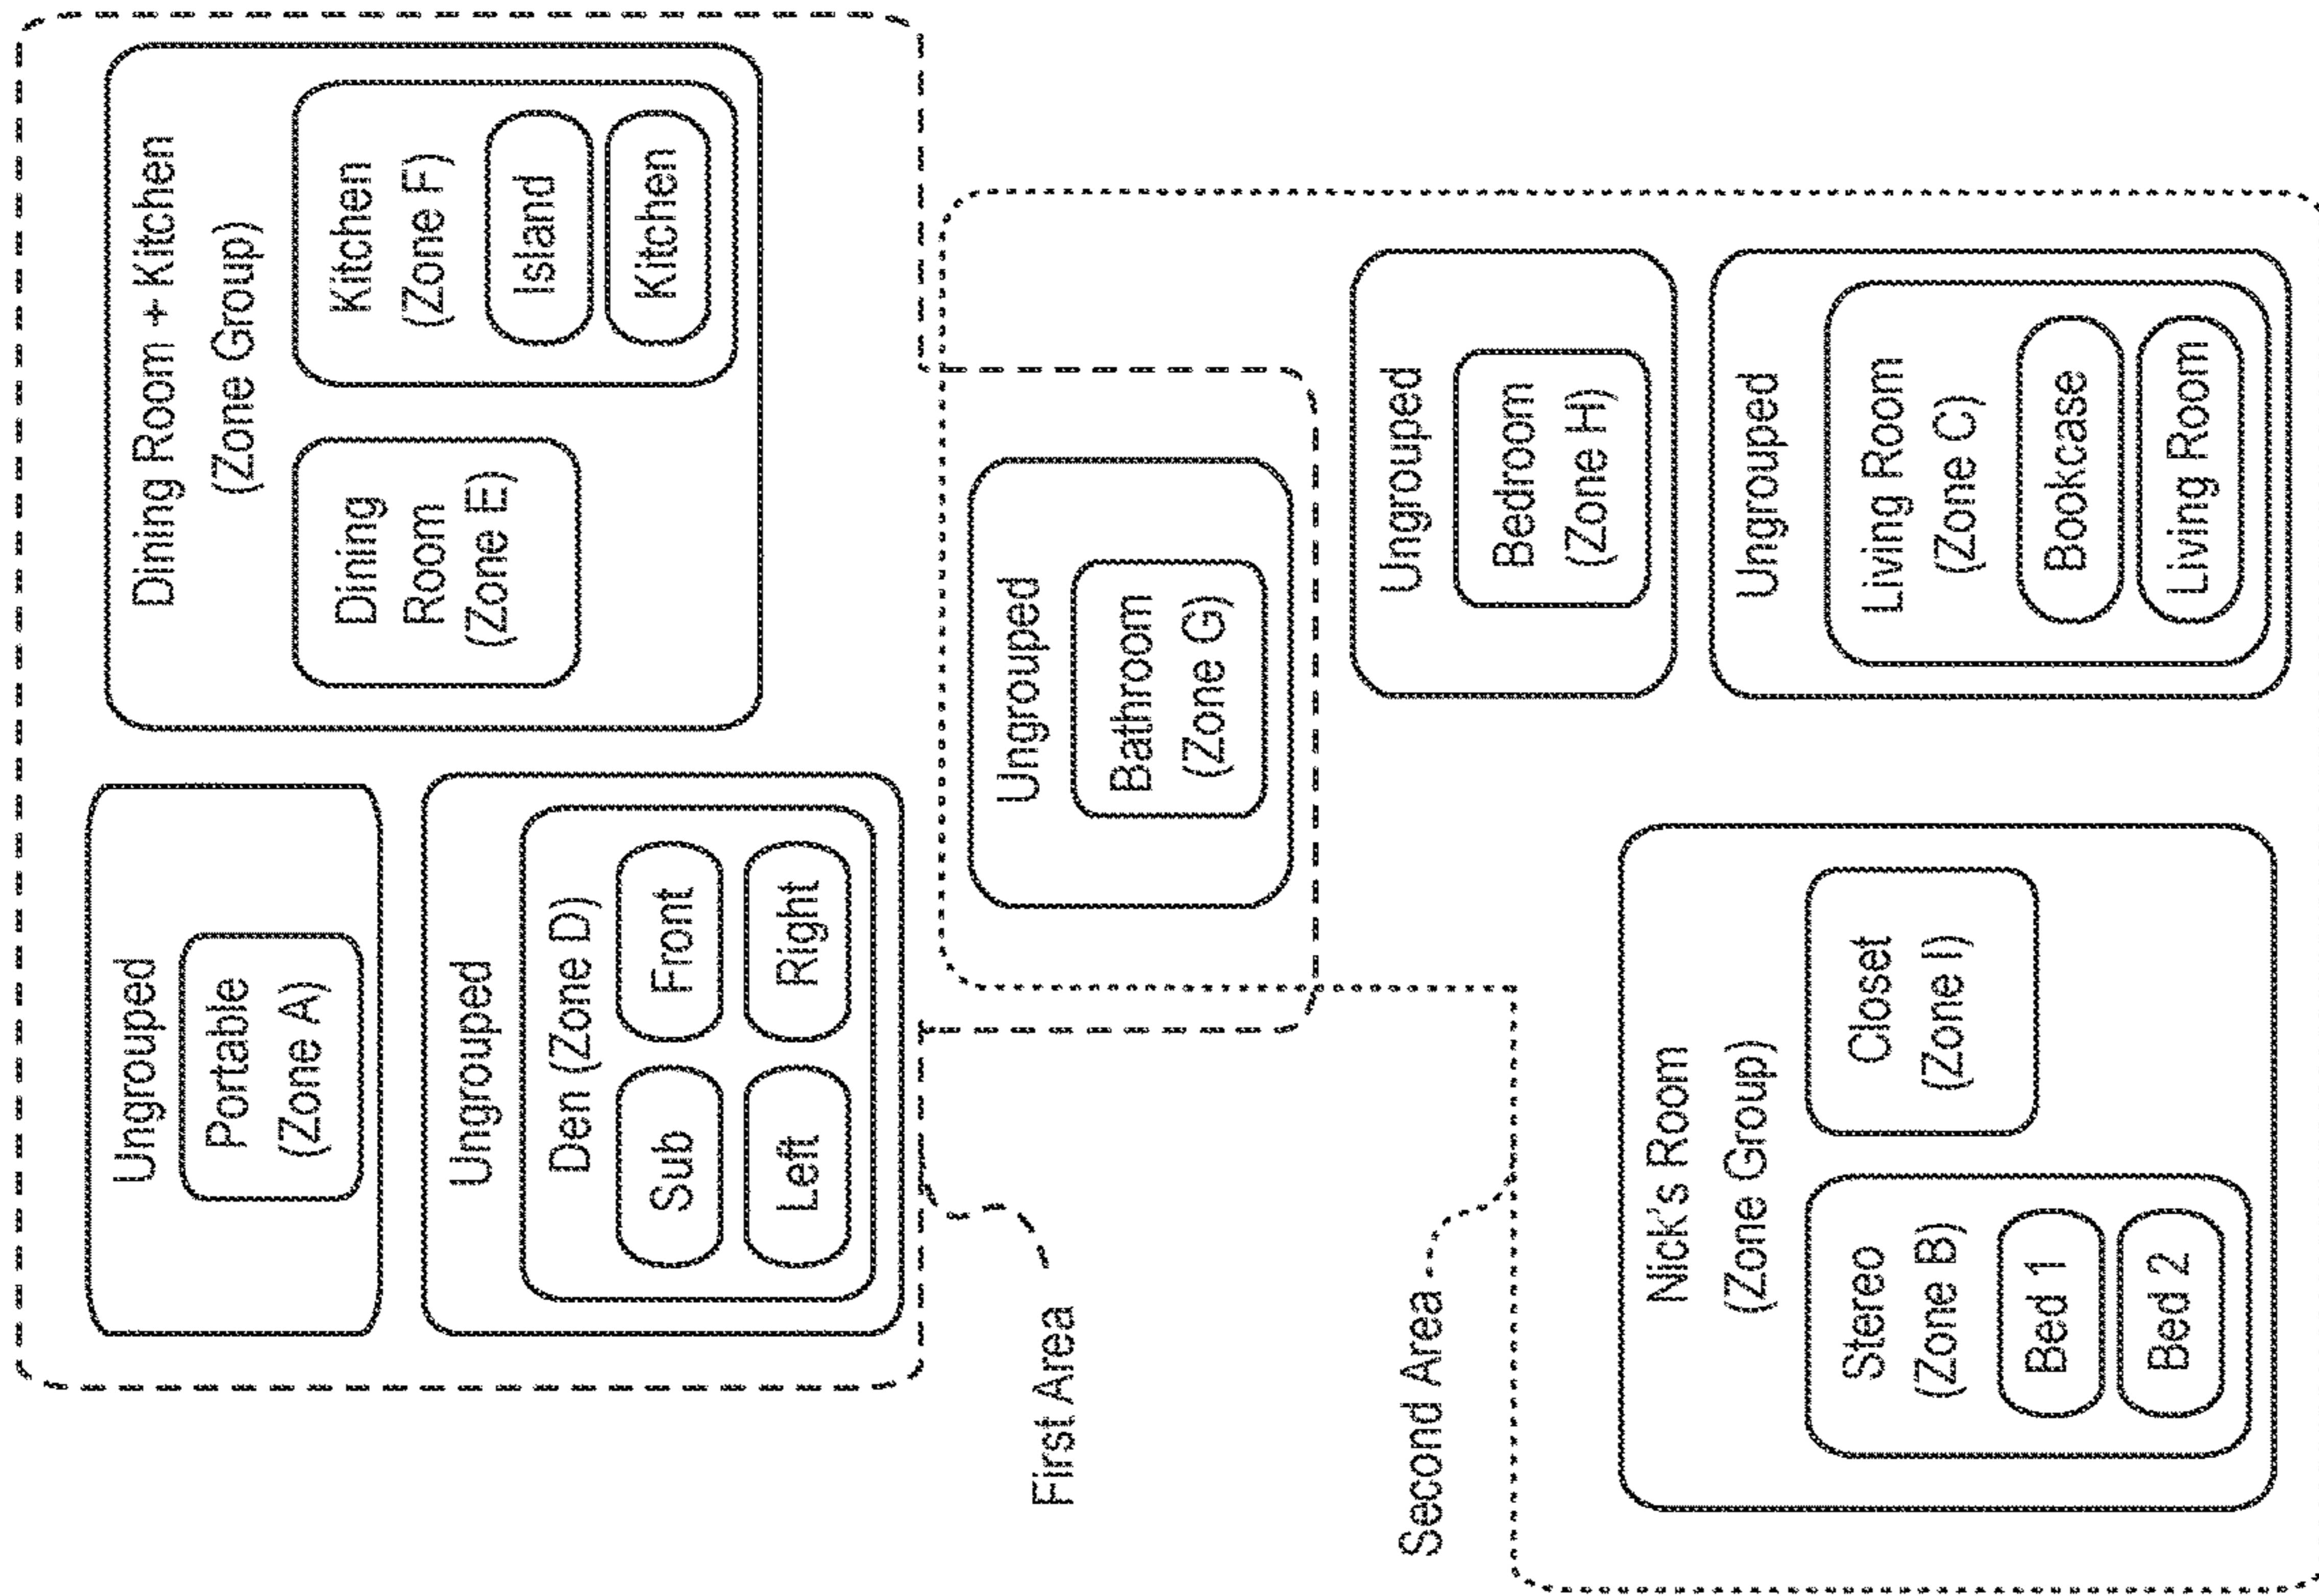 Ungrouped
Portable
(Zone A)
Ungrouped
Den (Zone D)
Sub
Front
Left
Right
Dining Room + Kitchen
(Zone Group)
Dining
Room
(Zone E)
Kitchen
(Zone F)
Island
Kitchen
First Area
Ungrouped
Bathroom
(Zone G)
Second Area
Ungrouped
Bedroom
(Zone H)
Nick's Room
(Zone Group)
Stereo
(Zone B)
Bed 1
Bed 2
Closet
(Zone I)
Ungrouped
Living Room
(Zone C)
Bookcase
Living Room